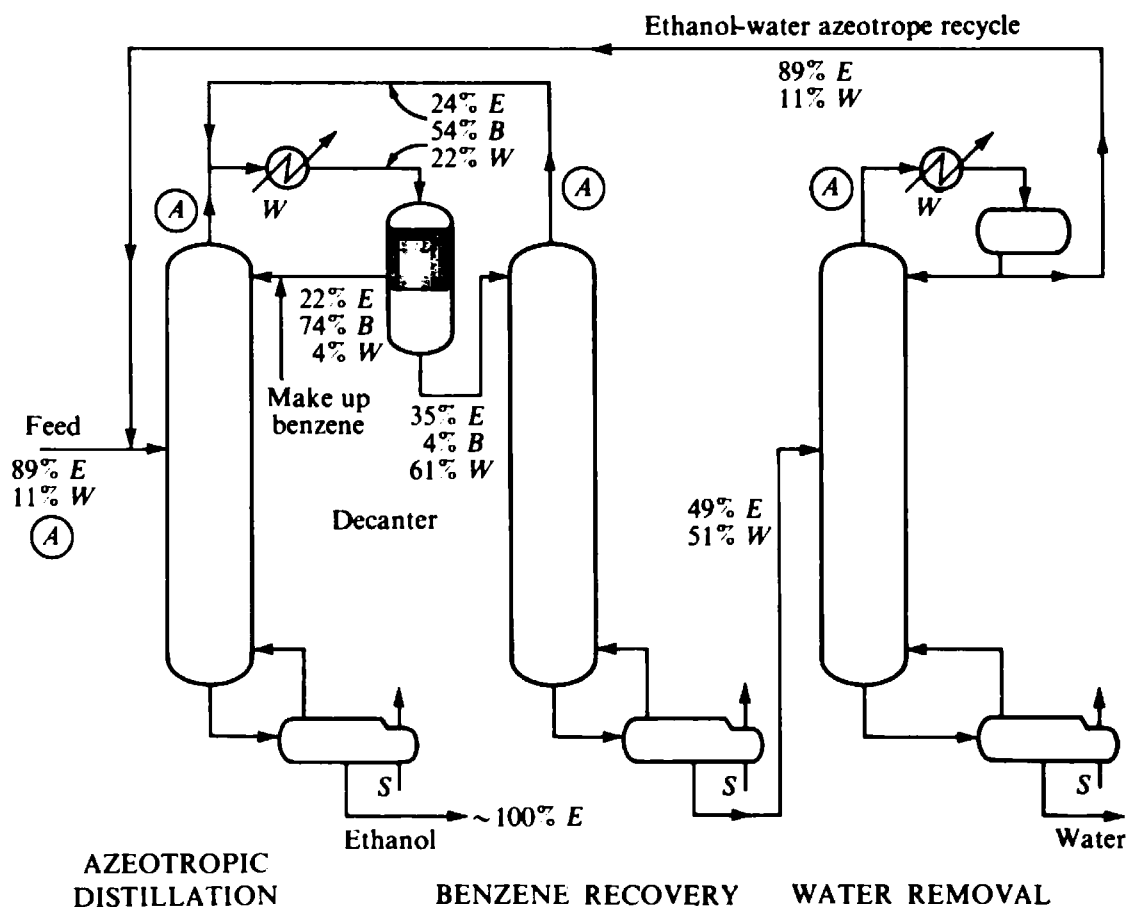 Ethanol-water azeotrope recycle
89% E
11% W
24% E
54% B
22% W
W
A
A
A
W
22% E
74% B
4% W
Make up
benzene
35% E
4% B
61% W
Feed
89% E
11% W
A
Decanter
49% E
51% W
S
Ethanol
~100% E
S
S
Water
AZEOTROPIC
DISTILLATION
BENZENE RECOVERY
WATER REMOVAL